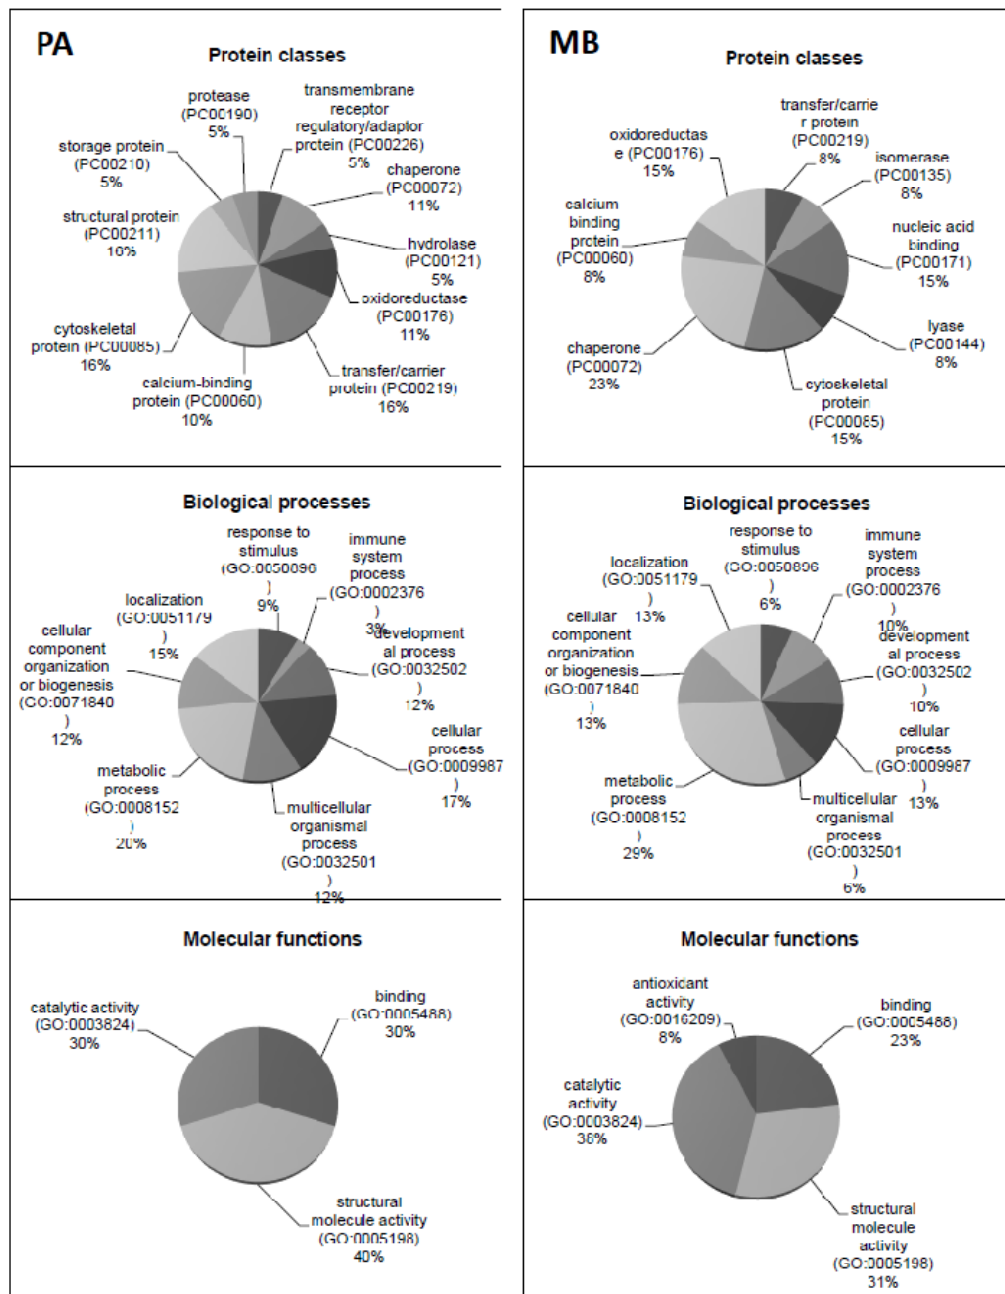 PA
Protein classes
protease
(PC00190)
5%
transmembrane
receptor
regulatory/adaptor
protein (PC00226)
5%
storage protein
(PC00210)
5%
chaperone
(PC00072)
11%
structural protein
(PC00211)
16%
hydrolase
(PC00121)
5%
oxidoreductase
(PC00176)
11%
cytoskeletal
protein (PC00085)
16%
transfer/carrier
protein (PC00219)
16%
calcium-binding
protein (PC00060)
10%
Biological processes
response to
stimulus
(GO:0050896
)
9%
immune
system
process
(GO:0002376
)
3%
localization
(GO:0051179
)
15%
development
al process
(GO:0032502
)
12%
cellular
component
organization
or biogenesis
(GO:0071840
)
12%
cellular
process
(GO:0009987
)
17%
metabolic
process
(GO:0008152
)
20%
multicellular
organismal
process
(GO:0032501
)
12%
Molecular functions
catalytic activity
(GO:0003824)
30%
binding
(GO:0005488)
30%
structural
molecule activity
(GO:0005198)
40%
MB
Protein classes
transfer/carrie
r protein
(PC00219)
8%
oxidoreductas
e (PC00176)
15%
isomerase
(PC00135)
8%
calcium
binding
protein
(PC00060)
8%
nucleic acid
binding
(PC00171)
15%
lyase
(PC00144)
8%
chaperone
(PC00072)
23%
cytoskeletal
protein
(PC00085)
15%
Biological processes
response to
stimulus
(GO:0050896
)
6%
immune
system
process
(GO:0002376
)
10%
localization
(GO:0051179
)
13%
development
al process
(GO:0032502
)
10%
cellular
component
organization
or biogenesis
(GO:0071840
)
13%
cellular
process
(GO:0009987
)
13%
metabolic
process
(GO:0008152
)
29%
multicellular
organismal
process
(GO:0032501
)
6%
Molecular functions
antioxidant
activity
(GO:0016209)
8%
binding
(GO:0005488)
23%
catalytic
activity
(GO:0003824)
38%
structural
molecule
activity
(GO:0005198)
31%